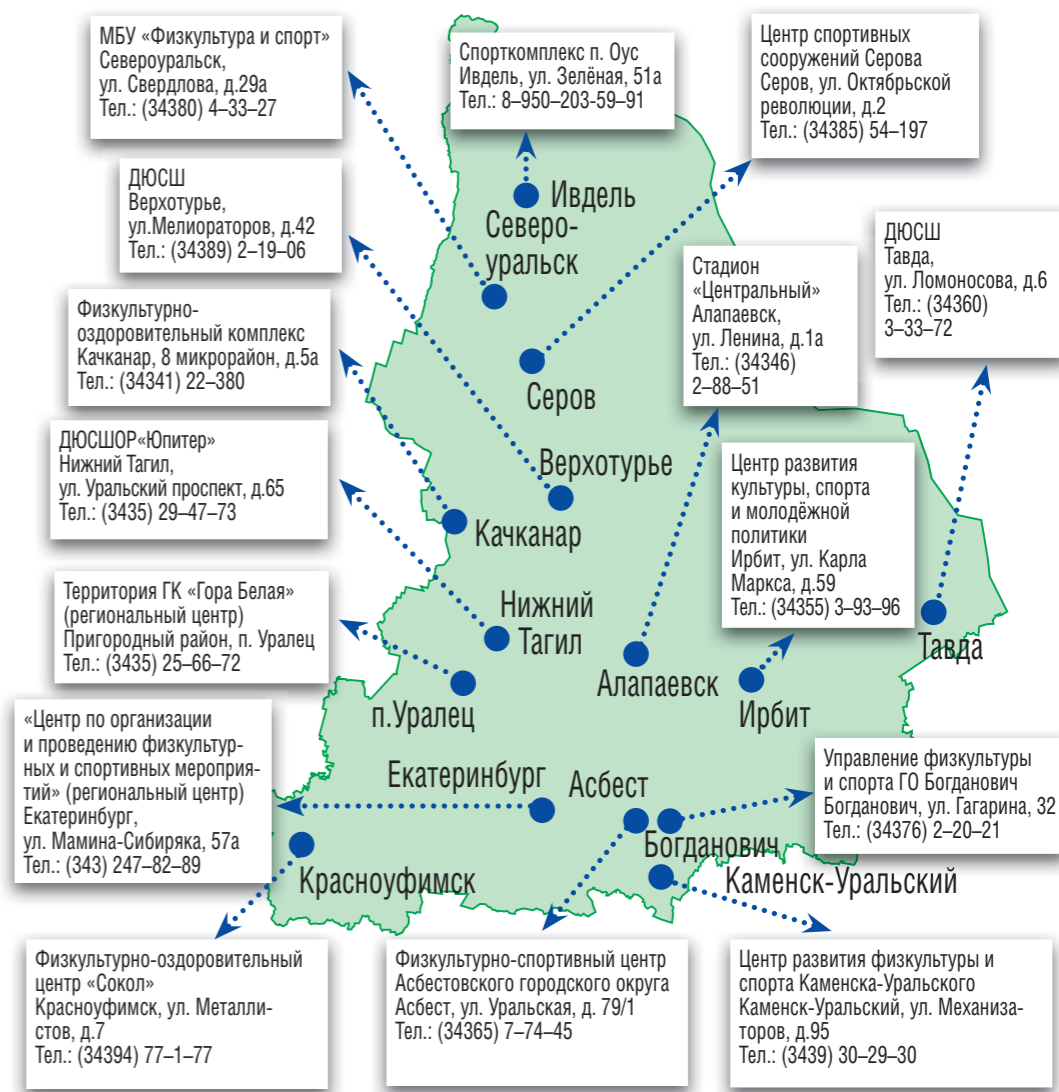 МБУ «Физкультура и спорт»
Североуральск,
ул. Свердлова, д.29а
Тел.: (34380) 4–33–27
Спорткомплекс п. Оус
Ивдель, ул. Зелёная, 51а
Тел.: 8–950–203-59–91
Центр спортивных
сооружений Серова
Серов, ул. Октябрьской
революции, д.2
Тел.: (34385) 54–197
ДЮСШ
Верхотурье,
ул.Мелиораторов, д.42
Тел.: (34389) 2–19–06
ДЮСШ
Тавда,
ул. Ломоносова, д.6
Тел.: (34360)
3–33–72
Стадион
«Центральный»
Алапаевск,
ул. Ленина, д.1а
Тел.: (34346)
2–88–51
Физкультурно-
оздоровительный комплекс
Качканар, 8 микрорайон, д.5а
Тел.: (34341) 22–380
ДЮСШОР«Юпитер»
Нижний Тагил,
ул. Уральский проспект, д.65
Тел.: (3435) 29–47–73
Центр развития
культуры, спорта
и молодёжной
политики
Ирбит, ул. Карла
Маркса, д.59
Тел.: (34355) 3–93–96
Территория ГК «Гора Белая»
(региональный центр)
Пригородный район, п. Уралец
Тел.: (3435) 25–66–72
«Центр по организации
и проведению физкультур-
ных и спортивных мероприя-
тий» (региональный центр)
Екатеринбург,
ул. Мамина-Сибиряка, 57а
Тел.: (343) 247–82–89
Управление физкультуры
и спорта ГО Богданович
Богданович, ул. Гагарина, 32
Тел.: (34376) 2–20–21
Физкультурно-оздоровительный
центр «Сокол»
Красноуфимск, ул. Металли-
стов, д.7
Тел.: (34394) 77–1–77
Физкультурно-спортивный центр
Асбестовского городского округа
Асбест, ул. Уральская, д. 79/1
Тел.: (34365) 7–74–45
Центр развития физкультуры и
спорта Каменска-Уральского
Каменск-Уральский, ул. Механиза-
торов, д.95
Тел.: (3439) 30–29–30
Ивдель
Северо-
уральск
Серов
Верхотурье
Качканар
Нижний
Тагил
Алапаевск
Тавда
п.Уралец
Ирбит
Екатеринбург
Асбест
Богданович
Красноуфимск
Каменск-Уральский